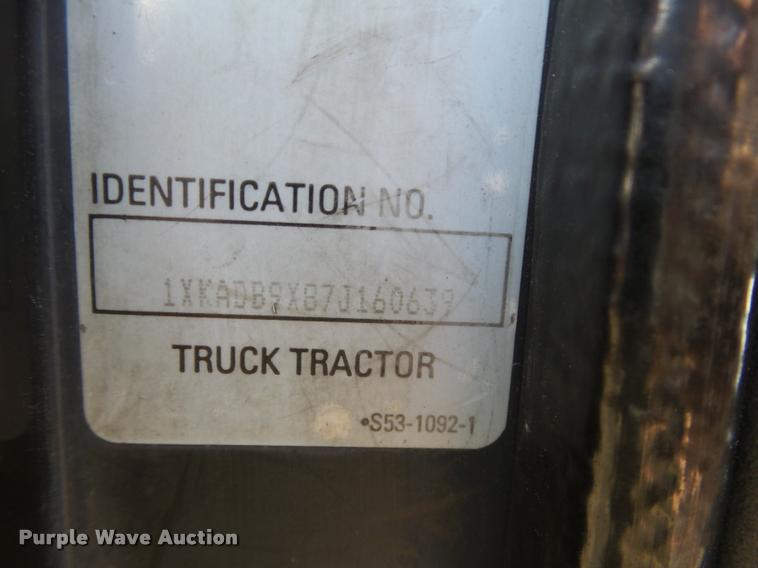 IDENTIFICATION NO.
1XKADB9X87J160639
TRUCK TRACTOR
•S53-1092-1
Purple Wave Auction